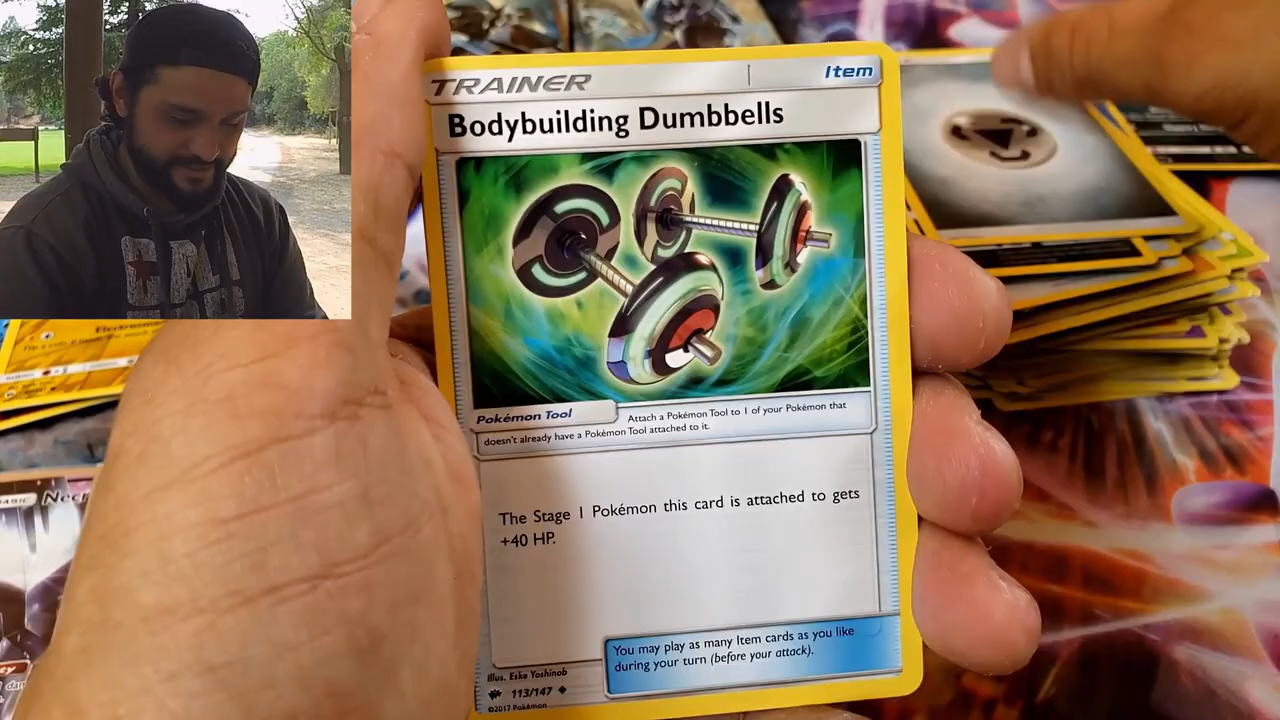 TRAINER
Item
Bodybuilding Dumbbells
Pokémon Tool
Attach a Pokémon Tool to 1 of your Pokémon that
doesn't already have a Pokémon Tool attached to it.
The Stage 1 Pokémon this card is attached to gets
+40 HP.
You may play as many Item cards as you like
during your turn (before your attack).
Illus. Eske Yoshinob
113/147
©2017 Pokémon
BASIC